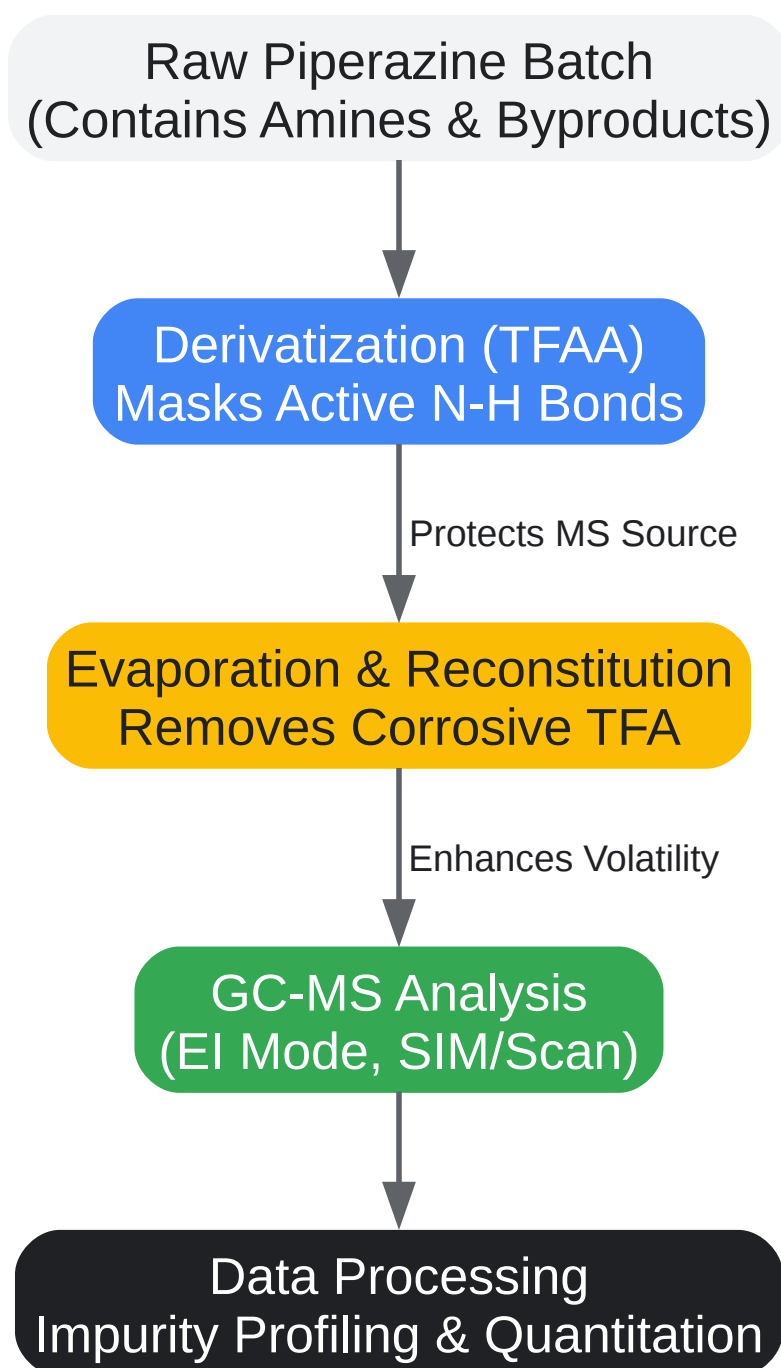 Raw Piperazine Batch
(Contains Amines & Byproducts)
Derivatization (TFAA)
Masks Active N-H Bonds
Protects MS Source
Evaporation & Reconstitution
Removes Corrosive TFA
Enhances Volatility
GC-MS Analysis
(EI Mode, SIM/Scan)
Data Processing
Impurity Profiling & Quantitation